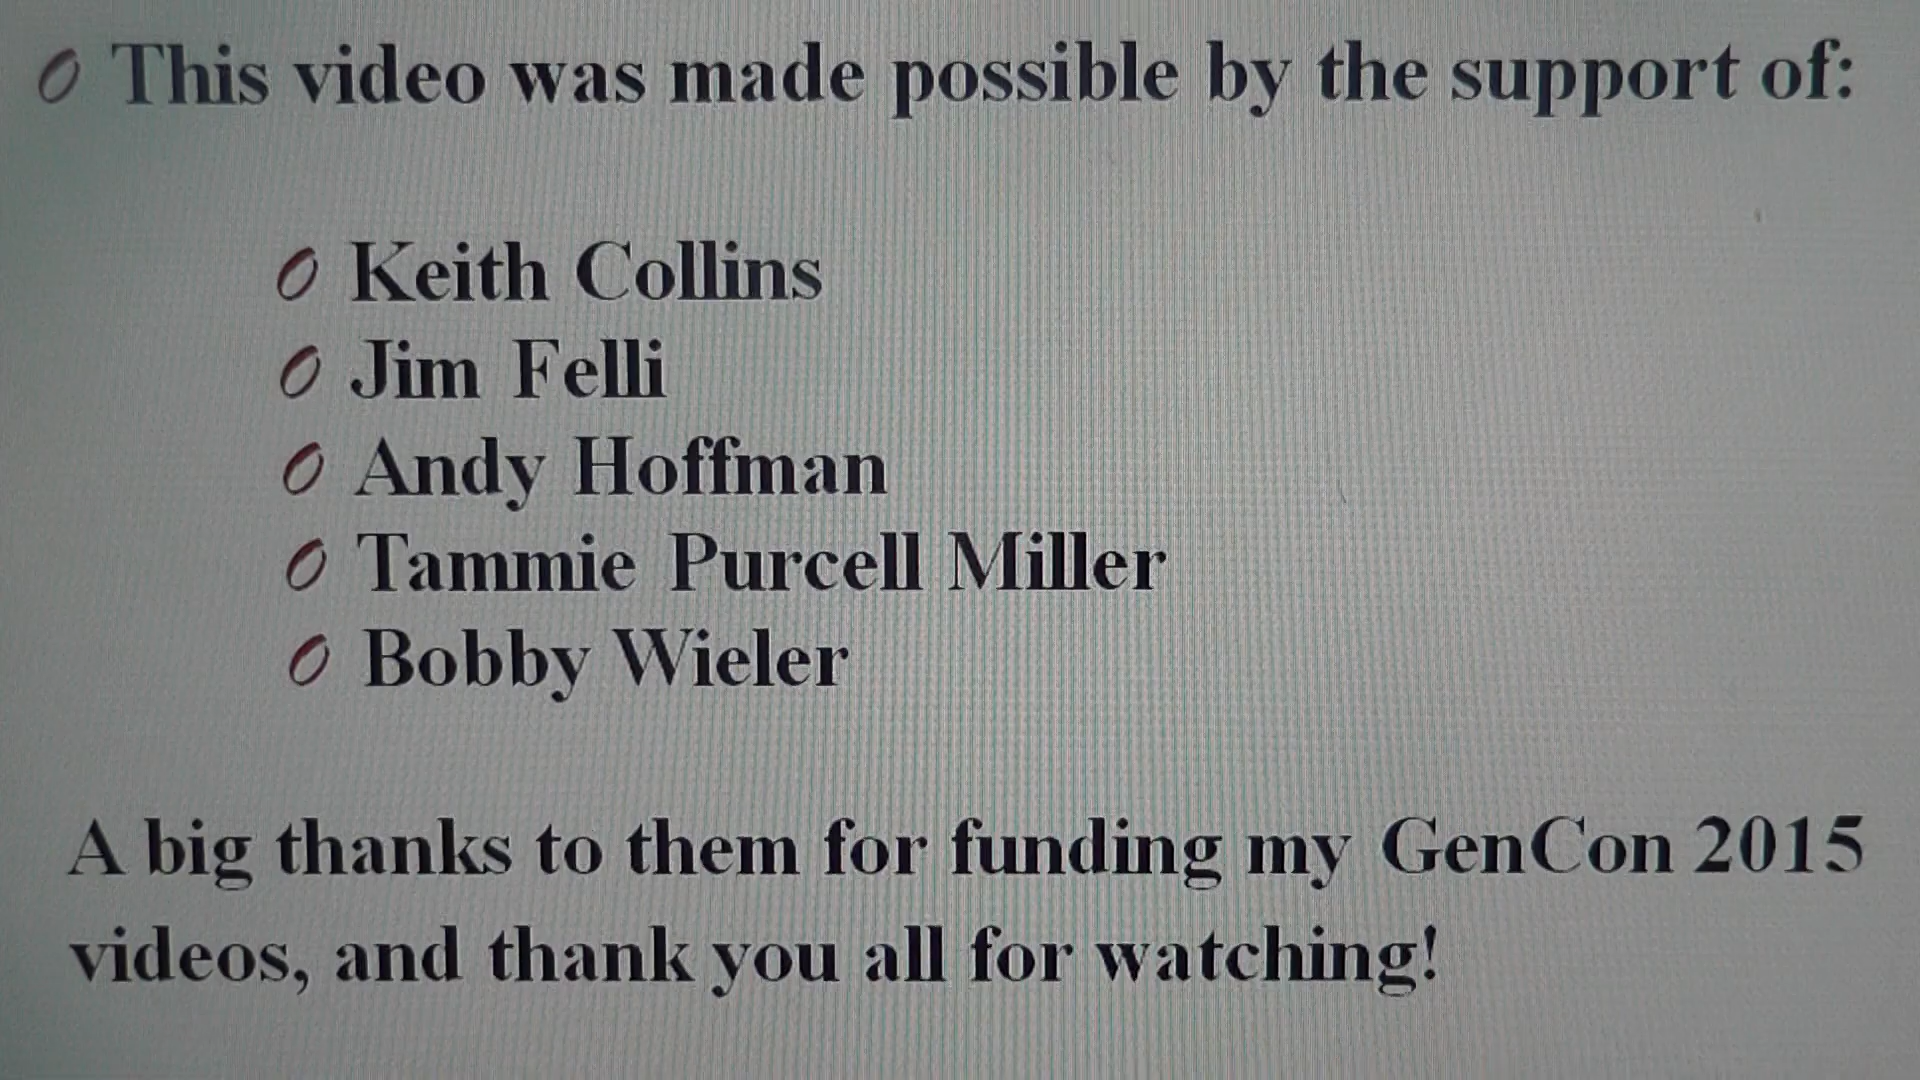 This video was made possible by the support of:
Keith Collins
Jim Felli
Andy Hoffman
Tammie Purcell Miller
Bobby Wieler
A big thanks to them for funding my GenCon 2015
videos, and thank you all for watching!